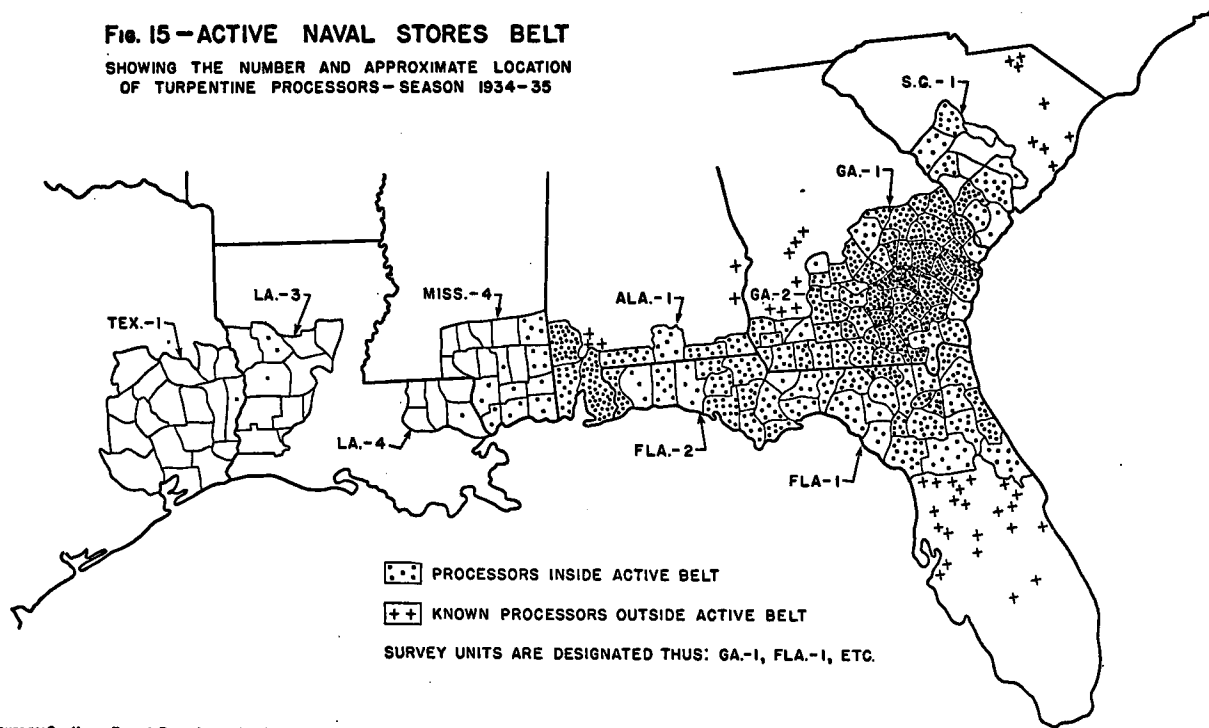 FIG. 15—ACTIVE NAVAL STORES BELT
SHOWING THE NUMBER AND APPROXIMATE LOCATION
OF TURPENTINE PROCESSORS—SEASON 1934-35
S.C.-1
GA.-1
LA.-3
MISS.-4
ALA.-1
GA.-2
TEX.-1
LA.-4
FLA.-2
FLA-1
PROCESSORS INSIDE ACTIVE BELT
++ KNOWN PROCESSORS OUTSIDE ACTIVE BELT
SURVEY UNITS ARE DESIGNATED THUS: GA.-1, FLA.-1, ETC.